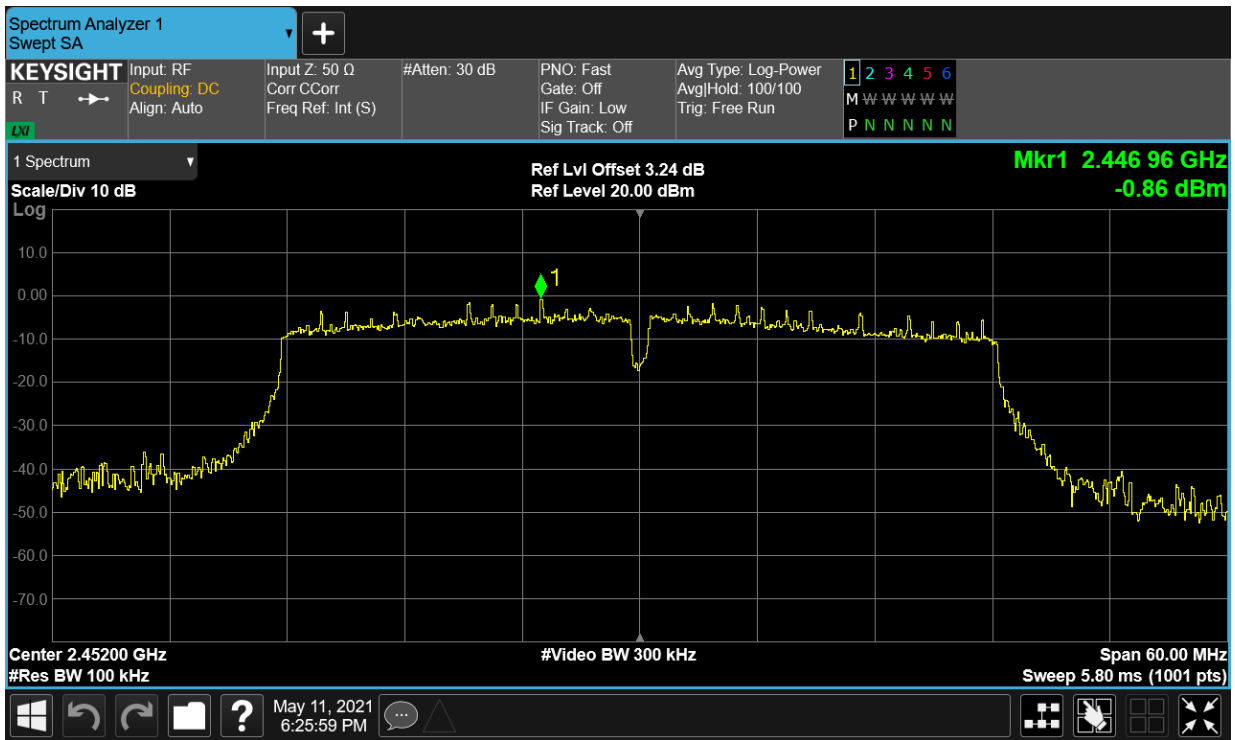 Spectrum Analyzer 1
Swept SA
KEYSIGHT
R T
LXI
Input: RF
Coupling: DC
Align: Auto
Input Z: 50 Ω
Corr CCorr
Freq Ref: Int (S)
#Atten: 30 dB
PNO: Fast
Gate: Off
IF Gain: Low
Sig Track: Off
Avg Type: Log-Power
Avg|Hold: 100/100
Trig: Free Run
1 2 3 4 5 6
M W W W W W
P N N N N N
1 Spectrum
Scale/Div 10 dB
Log
Ref Lvl Offset 3.24 dB
Ref Level 20.00 dBm
Mkr1 2.446 96 GHz
-0.86 dBm
10.0
0.00
-10.0
-20.0
-30.0
-40.0
-50.0
-60.0
-70.0
1
Center 2.45200 GHz
#Res BW 100 kHz
#Video BW 300 kHz
Span 60.00 MHz
Sweep 5.80 ms (1001 pts)
?
May 11, 2021
6:25:59 PM